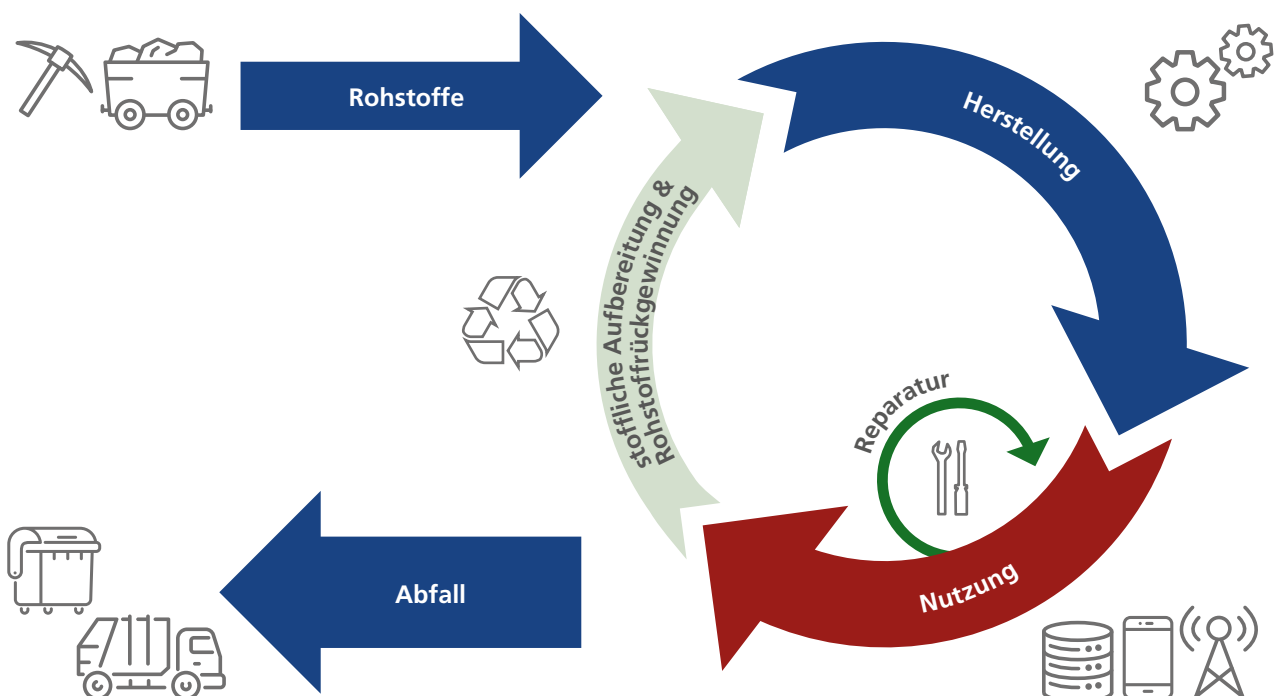 Rohstoffe
Herstellung
stoffliche Aufbereitung &
Rohstoffrückgewinnung
Reparatur
Nutzung
Abfall